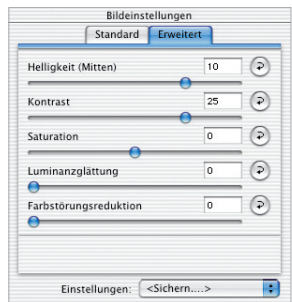 Bildeinstellungen
Standard Erweitert
Helligkeit (Mitten) 10
Kontrast 25
Saturation 0
Luminanzglättung 0
Farbstörungsreduktion 0
Einstellungen: <Sichern....>